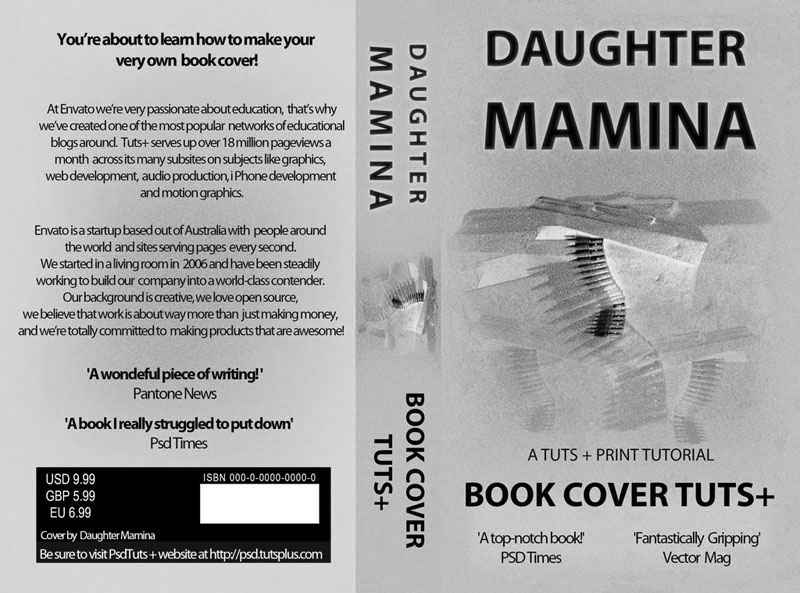 You're about to learn how to make your
very own book cover!
At Envato we're very passionate about education, that's why
we've created one of the most popular networks of educational
blogs around. Tuts+ serves up over 18 million pageviews a
month across its many subsites on subjects like graphics,
web development, audio production, iPhone development
and motion graphics.
Envato is a startup based out of Australia with people around
the world and sites serving pages every second.
We started in a living room in 2006 and have been steadily
working to build our company into a world-class contender.
Our background is creative, we love open source,
we believe that work is about way more than just making money,
and we're totally committed to making products that are awesome!
'A wondeful piece of writing!'
Pantone News
'A book I really struggled to put down'
Psd Times
USD 9.99
GBP 5.99
EU 6.99
ISBN 000-0-0000-0000-0
Cover by Daughter Mamina
Be sure to visit PsdTuts + website at http://psd.tutsplus.com
DAUGHTER
MAMINA
BOOK COVER
TUTS+
DAUGHTER
MAMINA
A TUTS + PRINT TUTORIAL
BOOK COVER TUTS+
'A top-notch book!'
PSD Times
'Fantastically Gripping'
Vector Mag